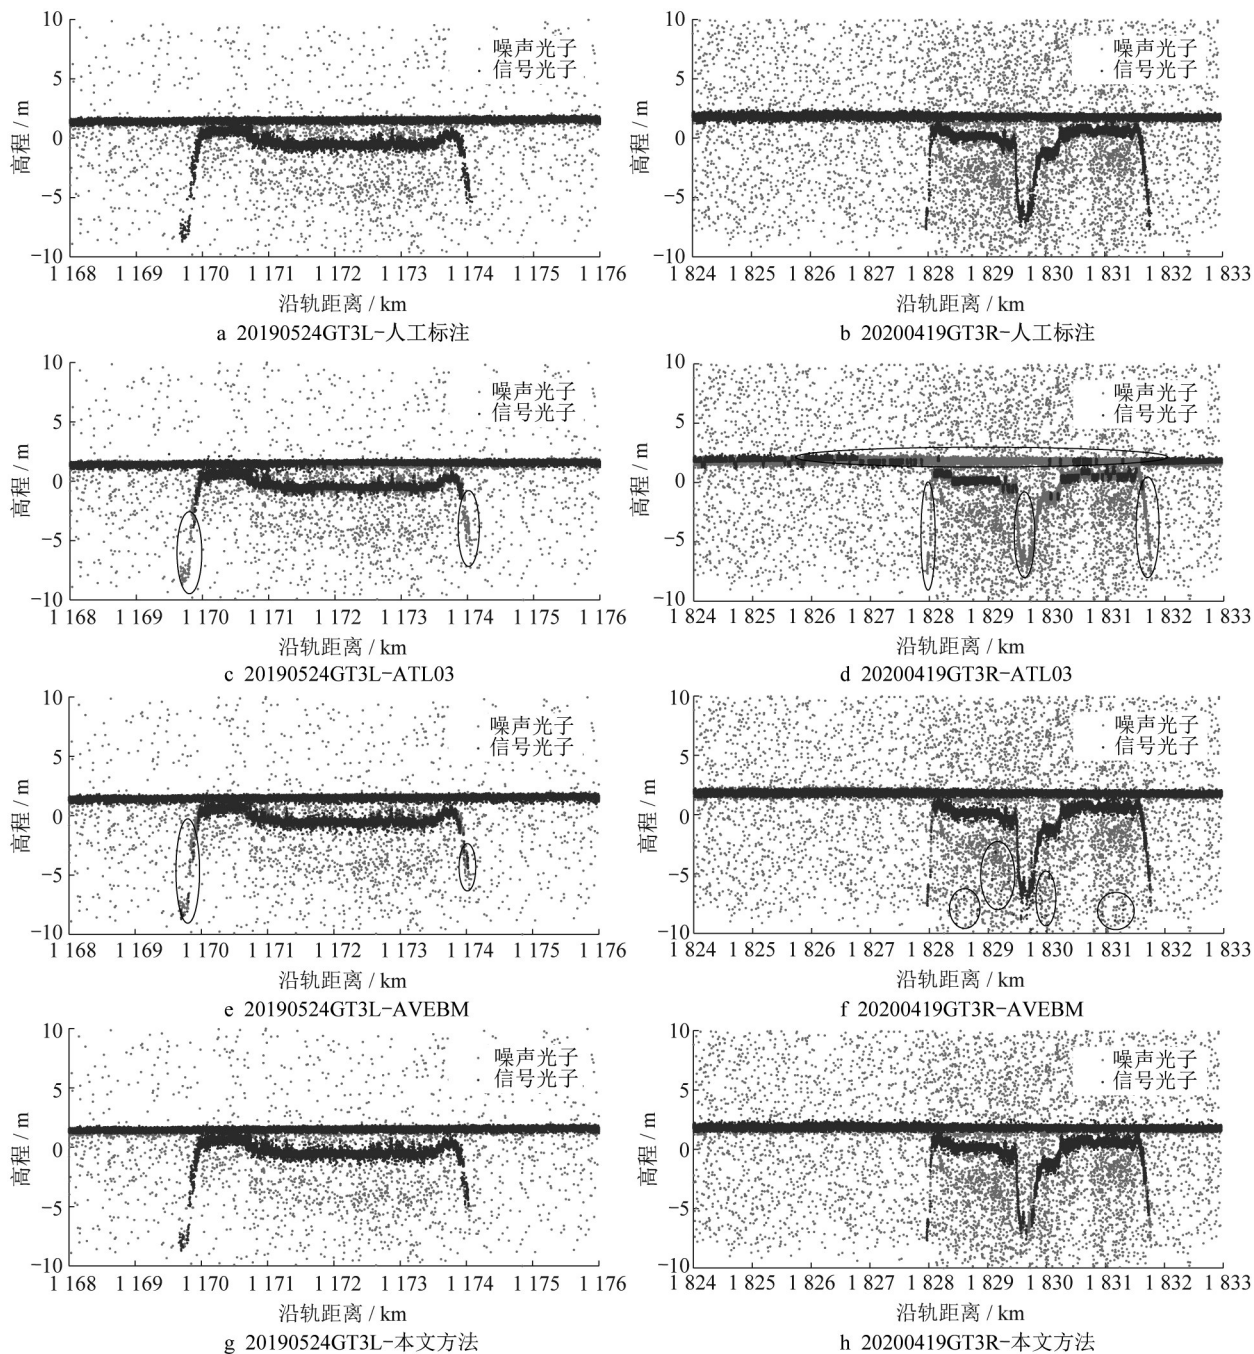 10
5
0
−5
−10
高程 / m
噪声光子
信号光子
1 168 1 169 1 170 1 171 1 172 1 173 1 174 1 175 1 176
沿轨距离 / km
a 20190524GT3L−人工标注
10
5
0
−5
−10
高程 / m
噪声光子
信号光子
1 824 1 825 1 826 1 827 1 828 1 829 1 830 1 831 1 832 1 833
沿轨距离 / km
b 20200419GT3R−人工标注
10
5
0
−5
−10
高程 / m
噪声光子
信号光子
1 168 1 169 1 170 1 171 1 172 1 173 1 174 1 175 1 176
沿轨距离 / km
c 20190524GT3L−ATL03
10
5
0
−5
−10
高程 / m
噪声光子
信号光子
1 824 1 825 1 826 1 827 1 828 1 829 1 830 1 831 1 832 1 833
沿轨距离 / km
d 20200419GT3R−ATL03
10
5
0
−5
−10
高程 / m
噪声光子
信号光子
1 168 1 169 1 170 1 171 1 172 1 173 1 174 1 175 1 176
沿轨距离 / km
e 20190524GT3L−AVEBM
10
5
0
−5
−10
高程 / m
噪声光子
信号光子
1 824 1 825 1 826 1 827 1 828 1 829 1 830 1 831 1 832 1 833
沿轨距离 / km
f 20200419GT3R−AVEBM
10
5
0
−5
−10
高程 / m
噪声光子
信号光子
1 168 1 169 1 170 1 171 1 172 1 173 1 174 1 175 1 176
沿轨距离 / km
g 20190524GT3L−本文方法
10
5
0
−5
−10
高程 / m
噪声光子
信号光子
1 824 1 825 1 826 1 827 1 828 1 829 1 830 1 831 1 832 1 833
沿轨距离 / km
h 20200419GT3R−本文方法